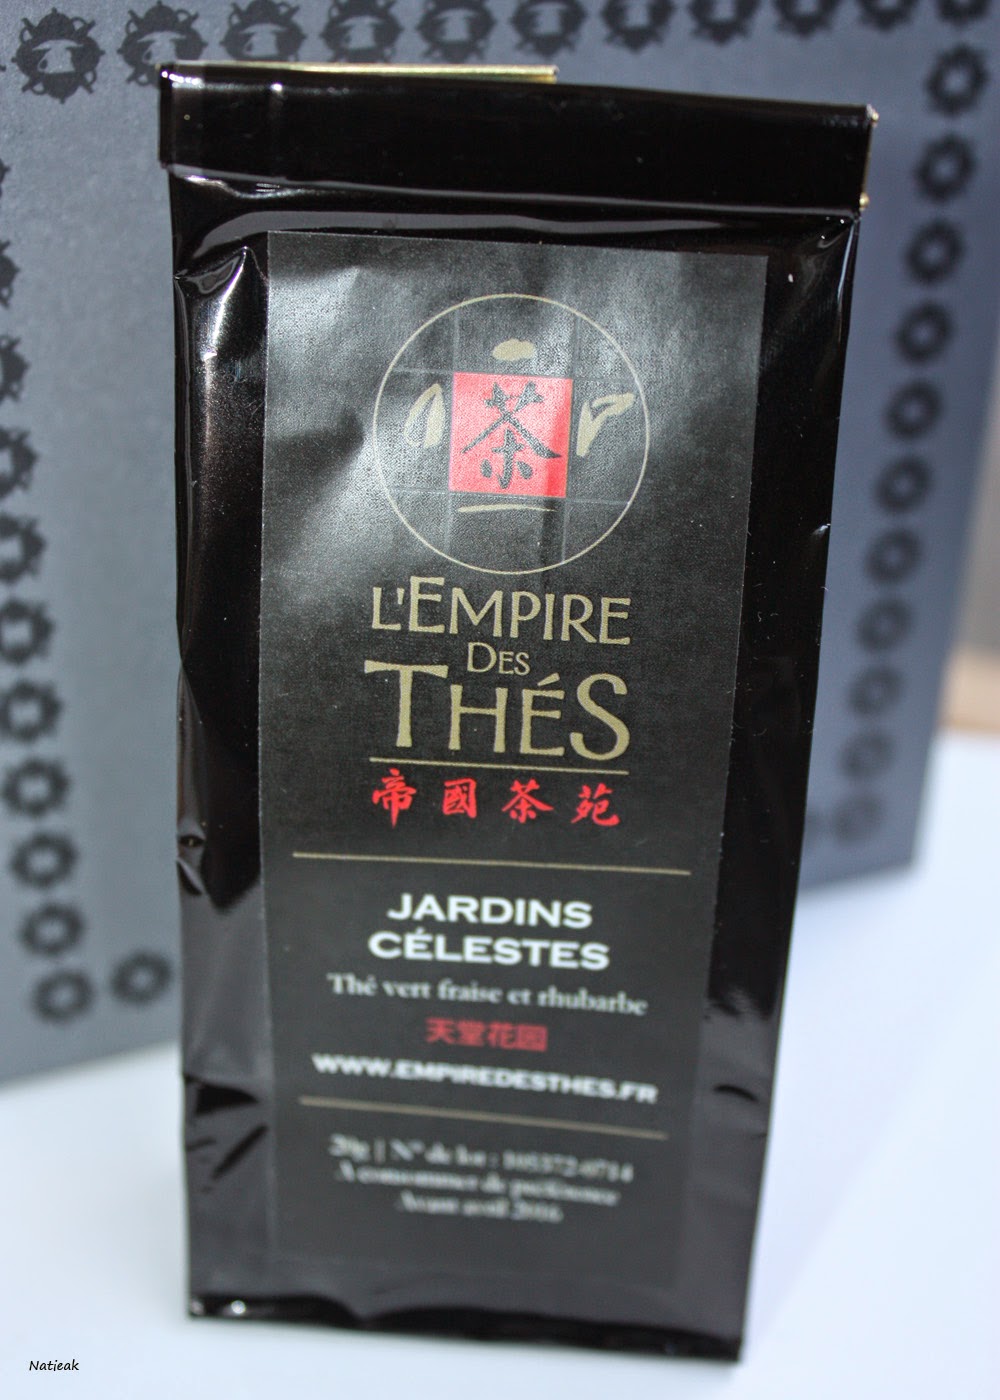 茶
L'EMPIRE
DES
THÉS
帝國茶苑
JARDINS
CÉLESTES
Thé vert fraise et rhubarbe
天堂花园
WWW.EMPIREDESTHES.FR
20g | N° de lot : 105372-0714
A consommer de préférence
Avant avril 2016
Natieak